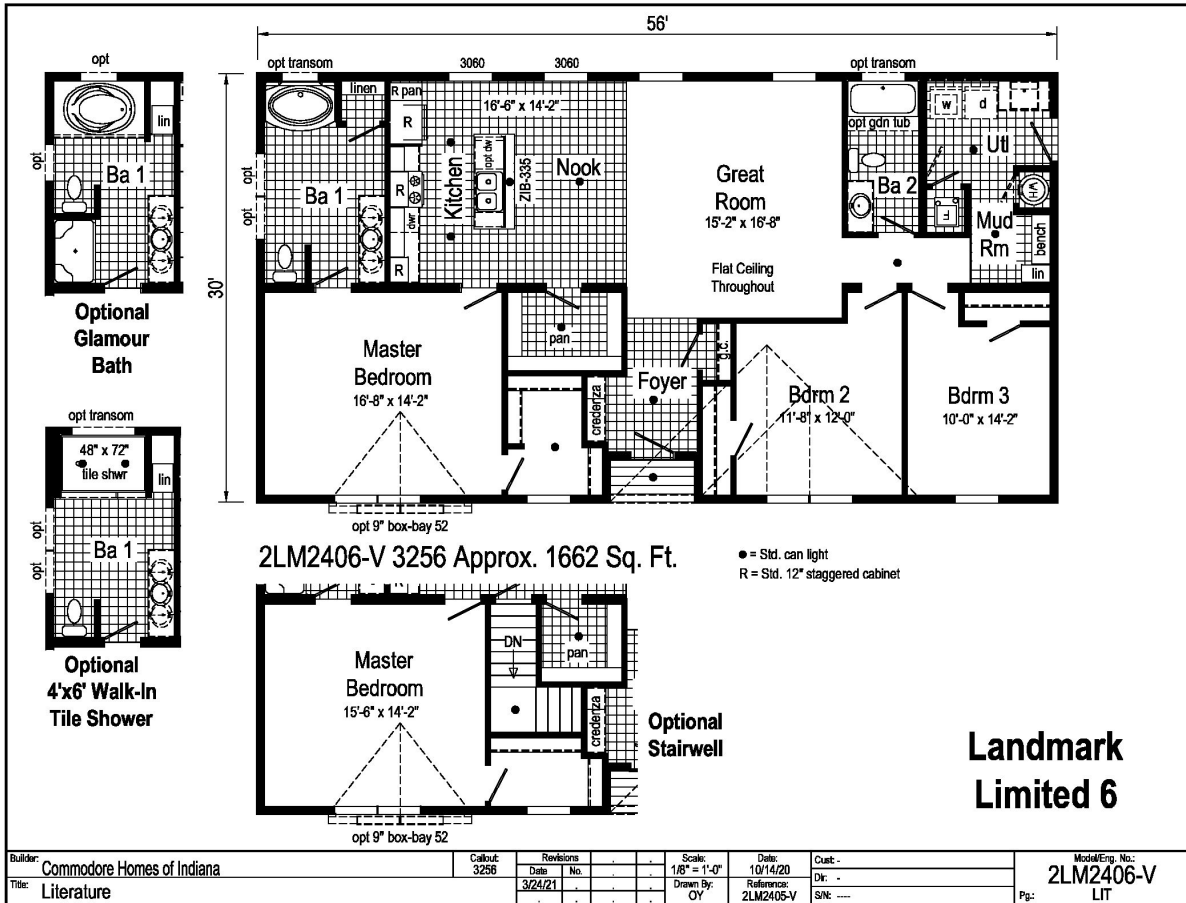 56'
30'
opt
lin
opt
Ba 1
Optional
Glamour
Bath
opt transom
48" x 72"
tile shwr
lin
opt
opt
Ba 1
Optional
4'x6' Walk-In
Tile Shower
opt transom
3060
3060
opt transom
linen
R pan
R
16'-6" x 14'-2"
opt
opt
Ba 1
R
dwr
R
Kitchen
opt dw
ZIB-335
Nook
Great
Room
15'-2" x 16'-8"
Flat Ceiling
Throughout
opt gdn tub
Ba 2
w
d
Utl
WH
Mud
Rm
bench
lin
Master
Bedroom
16'-8" x 14'-2"
pan
credenza
Foyer
g.c.
Bdrm 2
11'-8" x 12'-0"
Bdrm 3
10'-0" x 14'-2"
opt 9" box-bay 52
2LM2406-V 3256 Approx. 1662 Sq. Ft.
● = Std. can light
R = Std. 12" staggered cabinet
Master
Bedroom
15'-6" x 14'-2"
DN
pan
credenza
Optional
Stairwell
opt 9" box-bay 52
Landmark
Limited 6
Builder: Commodore Homes of Indiana
Title: Literature
Callout:
3256
Revisions
Date No.
3/24/21
Scale:
1/8" = 1'-0"
Drawn By:
OY
Date:
10/14/20
Reference:
2LM2405-V
Cust: -
Dir: -
S/N: ----
Model/Eng. No.:
2LM2406-V
Pg.: LIT